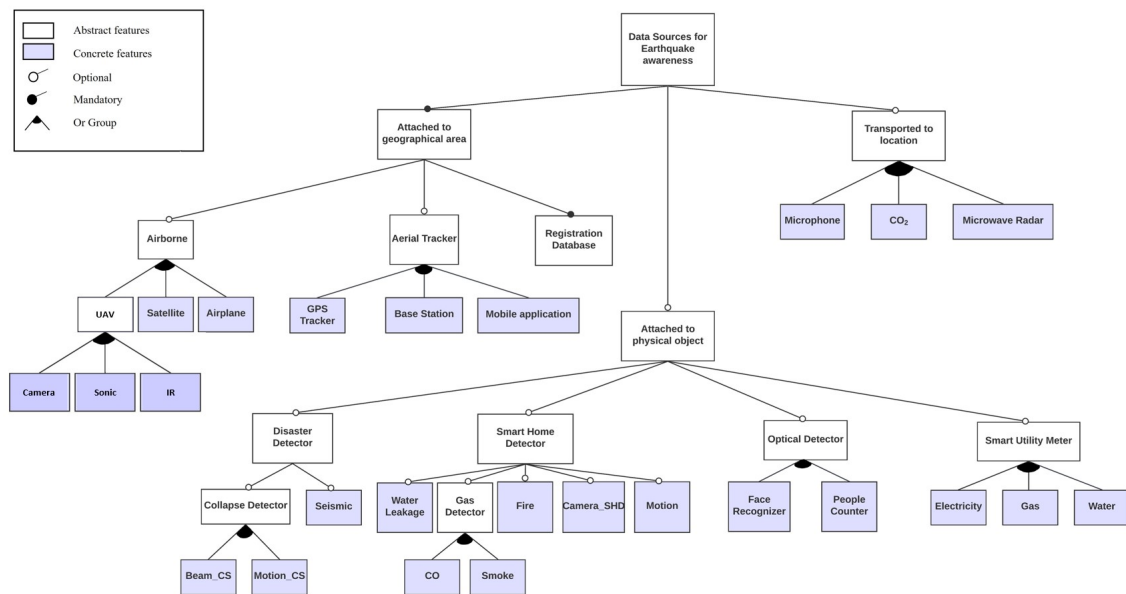 Abstract features
Concrete features
Optional
Mandatory
Or Group
Data Sources for
Earthquake
awareness
Attached to
geographical area
Transported to
location
Airborne
Aerial Tracker
Registration
Database
Microphone
CO₂
Microwave Radar
UAV
Satellite
Airplane
GPS
Tracker
Base Station
Mobile application
Camera
Sonic
IR
Attached to
physical object
Disaster
Detector
Smart Home
Detector
Optical Detector
Smart Utility Meter
Collapse Detector
Seismic
Water
Leakage
Gas
Detector
Fire
Camera_SHD
Motion
Face
Recognizer
People
Counter
Electricity
Gas
Water
Beam_CS
Motion_CS
CO
Smoke